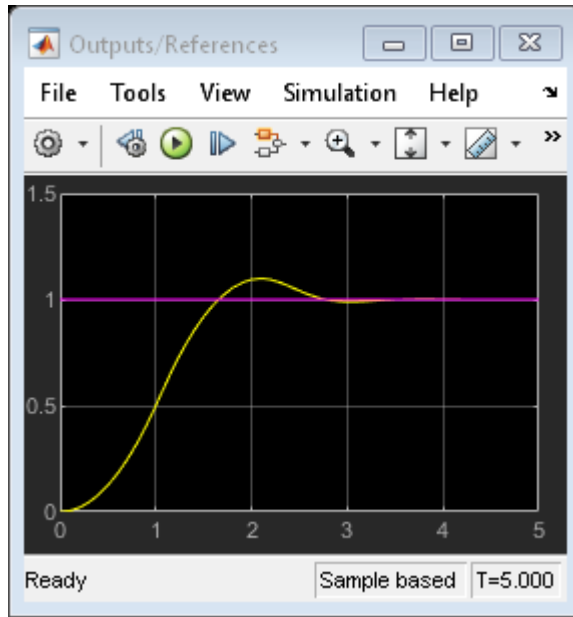 Outputs/References
File Tools View Simulation Help
1.5
1
0.5
0
0 1 2 3 4 5
Ready Sample based T=5.000